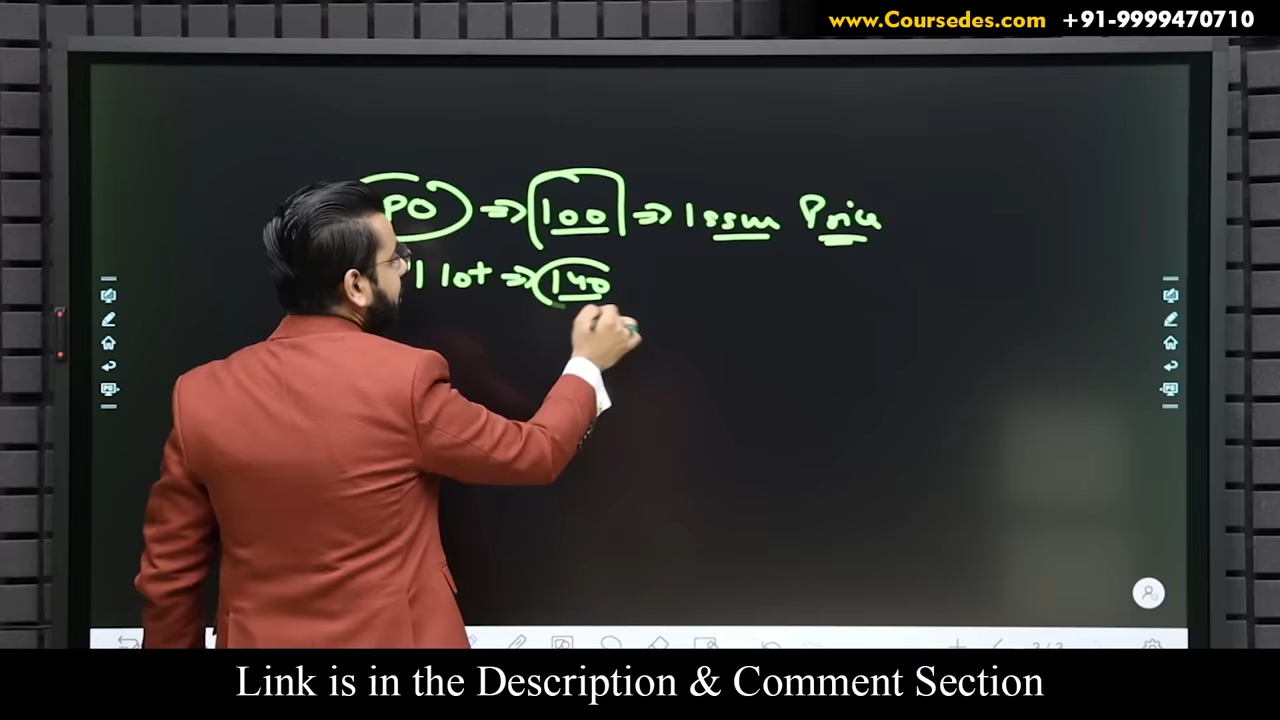 www.Coursedes.com +91-9999470710
PO ⇒ 100 ⇒ Issue Price
1 lot ⇒ 140
Link is in the Description & Comment Section